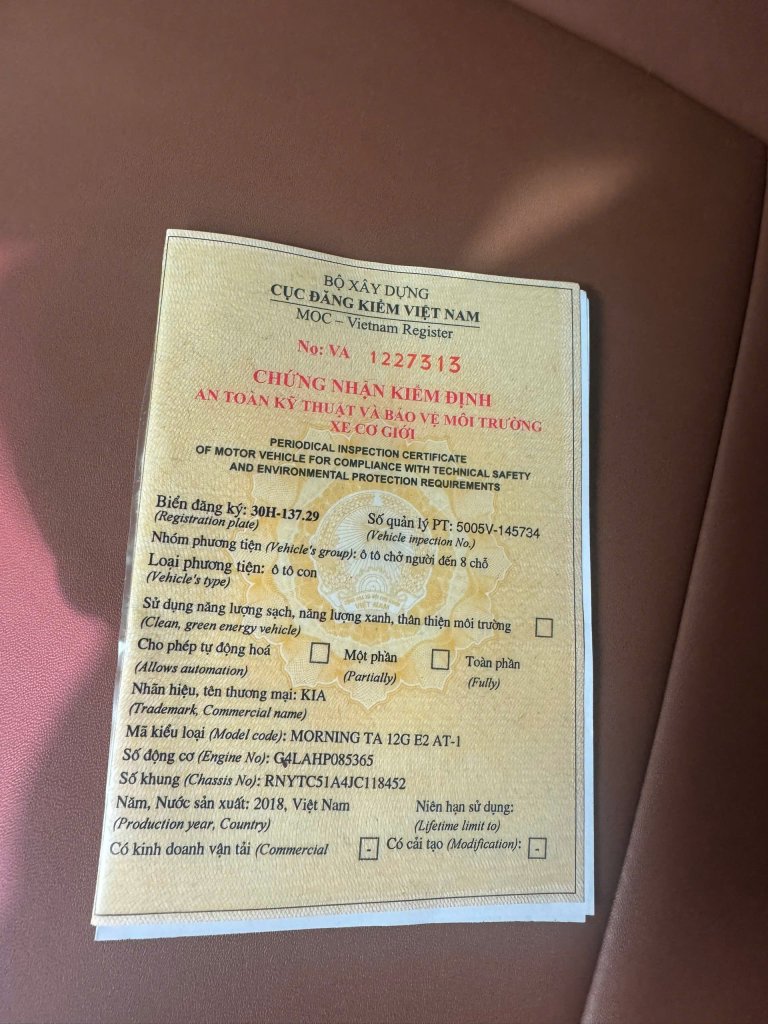 BỘ XÂY DỰNG
CỤC ĐĂNG KIỂM VIỆT NAM
MOC – Vietnam Register
No: VA 1227313
CHỨNG NHẬN KIỂM ĐỊNH
AN TOÀN KỸ THUẬT VÀ BẢO VỆ MÔI TRƯỜNG
XE CƠ GIỚI
PERIODICAL INSPECTION CERTIFICATE
OF MOTOR VEHICLE FOR COMPLIANCE WITH TECHNICAL SAFETY
AND ENVIRONMENTAL PROTECTION REQUIREMENTS
Biển đăng ký: 30H-137.29 Số quản lý PT: 5005V-145734
(Registration plate) (Vehicle inpection No.)
Nhóm phương tiện (Vehicle's group): ô tô chở người đến 8 chỗ
Loại phương tiện: ô tô con
(Vehicle's type)
Sử dụng năng lượng sạch, năng lượng xanh, thân thiện môi trường
(Clean, green energy vehicle)
Cho phép tự động hoá Một phần Toàn phần
(Allows automation) (Partially) (Fully)
Nhãn hiệu, tên thương mại: KIA
(Trademark, Commercial name)
Mã kiểu loại (Model code): MORNING TA 12G E2 AT-1
Số động cơ (Engine No): G4LAHP085365
Số khung (Chassis No): RNYTC51A4JC118452
Năm, Nước sản xuất: 2018, Việt Nam Niên hạn sử dụng:
(Production year, Country) (Lifetime limit to)
Có kinh doanh vận tải (Commercial - Có cải tạo (Modification): -